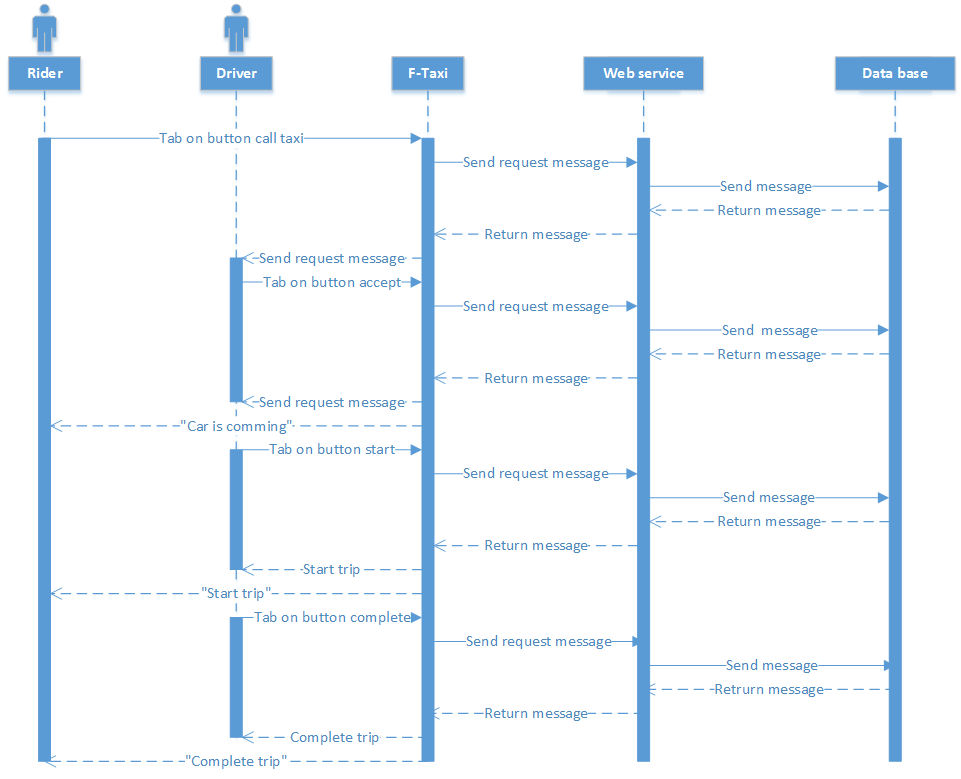 Rider
Driver
F-Taxi
Web service
Data base
Tab on button call taxi
Send request message
Send message
Return message
Return message
Send request message
Tab on button accept
Send request message
Send  message
Return message
Return message
Send request message
"Car is comming"
Tab on button start
Send request message
Send message
Return message
Return message
Start trip
"Start trip"
Tab on button complete
Send request message
Send message
Retrurn message
Return message
Complete trip
"Complete trip"